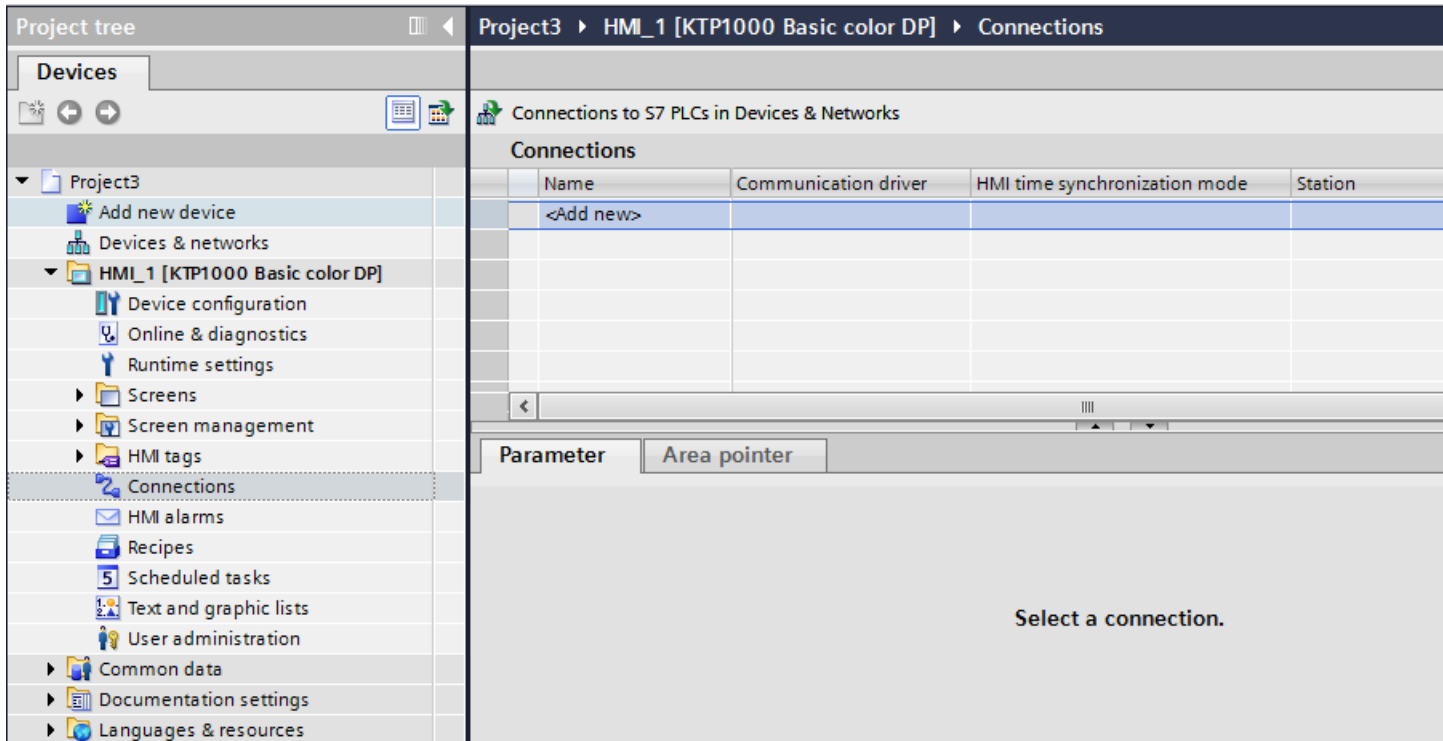 Project tree
Devices
Project3
Add new device
Devices & networks
HMI_1 [KTP1000 Basic color DP]
Device configuration
Online & diagnostics
Runtime settings
Screens
Screen management
HMI tags
Connections
HMI alarms
Recipes
Scheduled tasks
Text and graphic lists
User administration
Common data
Documentation settings
Languages & resources
Project3 HMI_1 [KTP1000 Basic color DP] Connections
Connections to S7 PLCs in Devices & Networks
Connections
Name Communication driver HMI time synchronization mode Station
<Add new>
Parameter Area pointer
Select a connection.